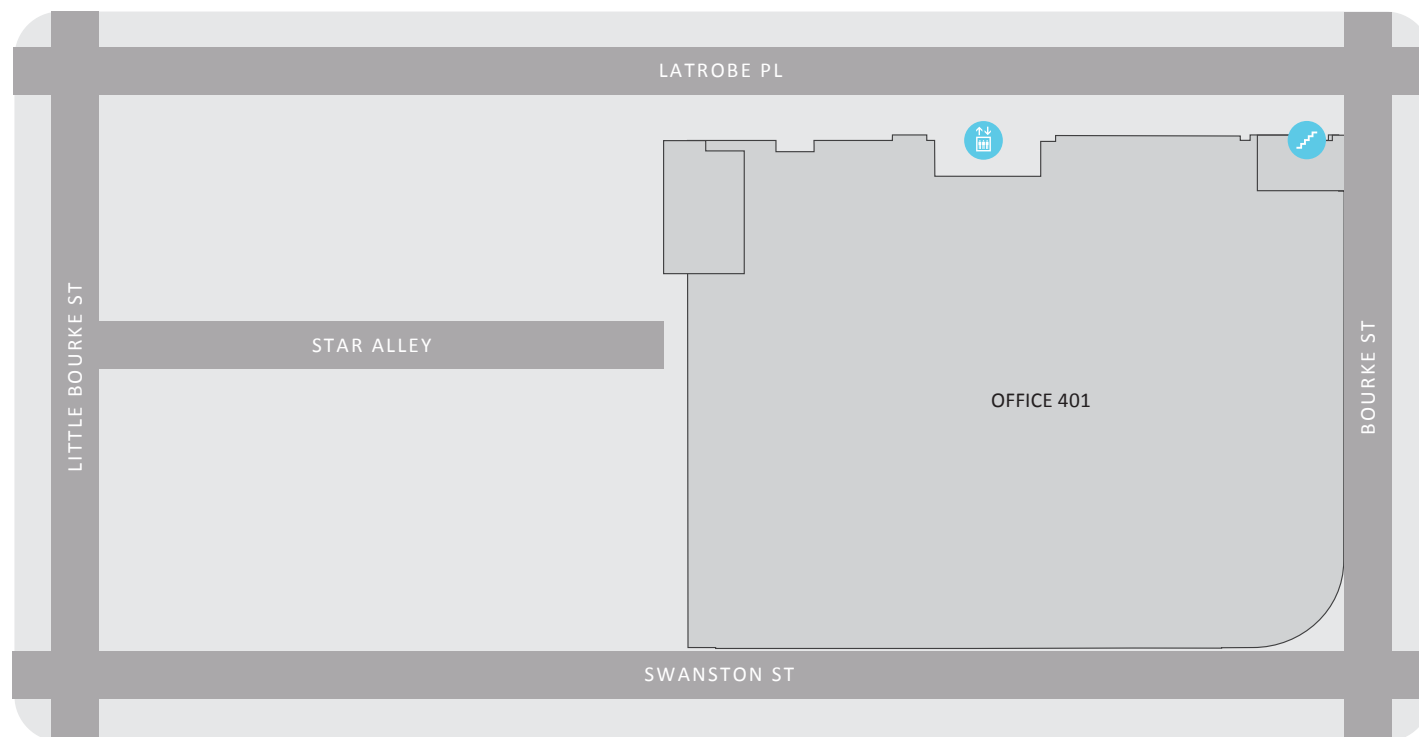 LATROBE PL
LITTLE BOURKE ST
STAR ALLEY
BOURKE ST
OFFICE 401
SWANSTON ST